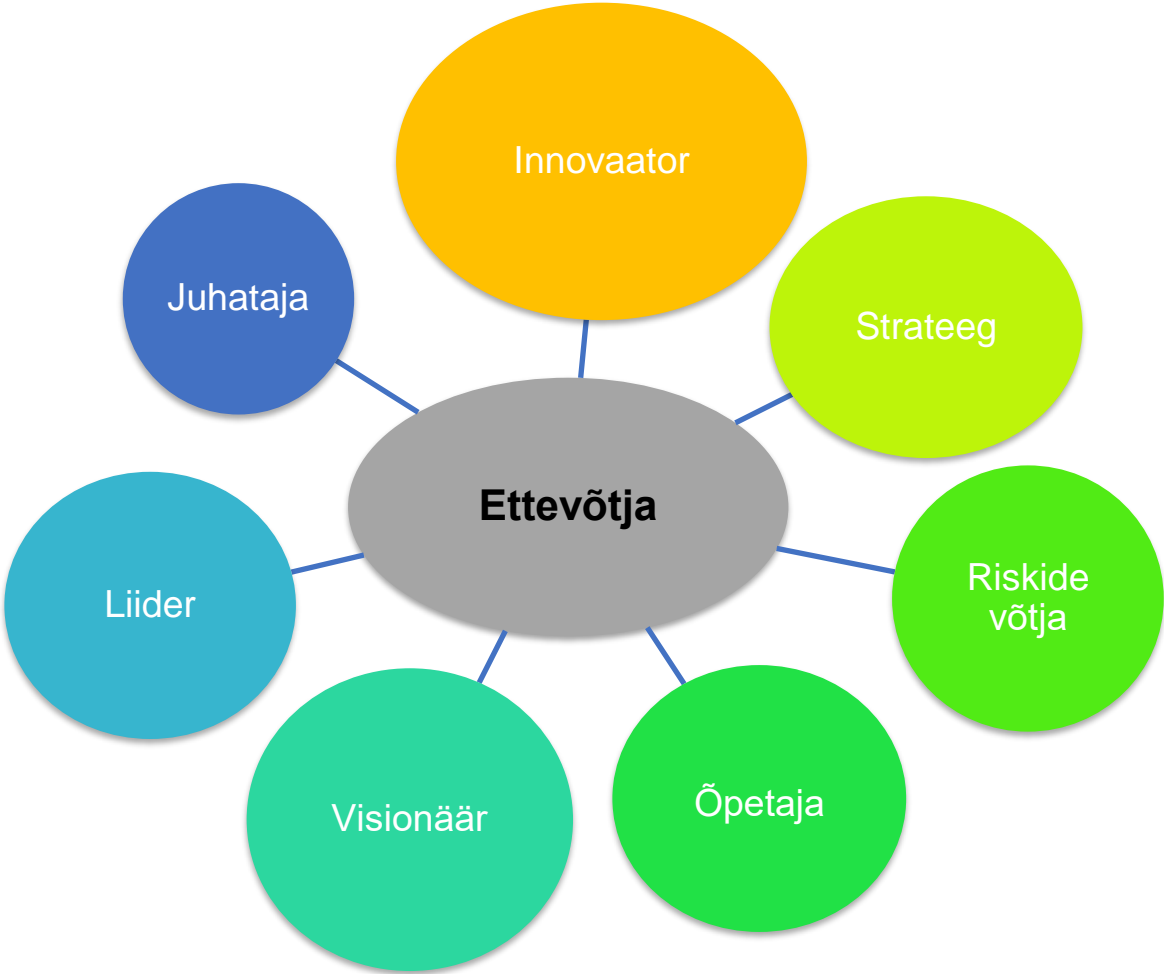 Innovaator
Juhataja
Strateeg
Ettevõtja
Riskide
võtja
Liider
Õpetaja
Visionäär